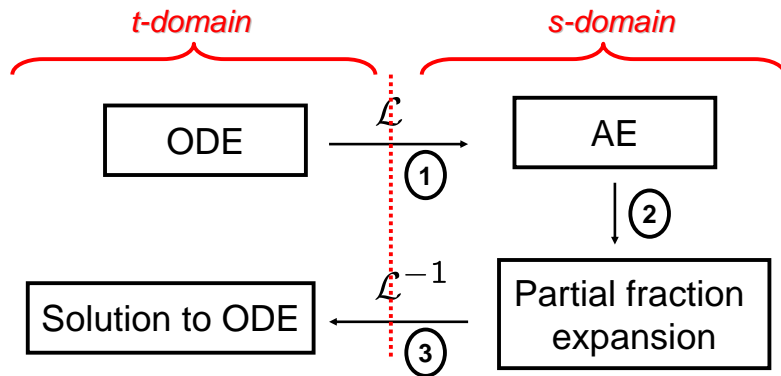 t-domain
s-domain
ℒ
ODE
AE
1
2
ℒ⁻¹
Solution to ODE
Partial fraction
expansion
3